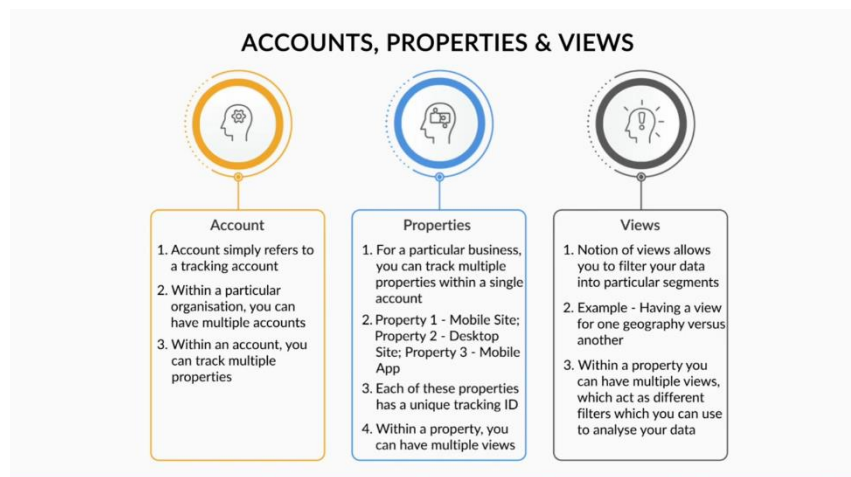 ACCOUNTS, PROPERTIES & VIEWS
Account
1. Account simply refers to
a tracking account
2. Within a particular
organisation, you can
have multiple accounts
3. Within an account, you
can track multiple
properties
Properties
1. For a particular business,
you can track multiple
properties within a single
account
2. Property 1 - Mobile Site;
Property 2 - Desktop
Site; Property 3 - Mobile
App
3. Each of these properties
has a unique tracking ID
4. Within a property, you
can have multiple views
Views
1. Notion of views allows
you to filter your data
into particular segments
2. Example - Having a view
for one geography versus
another
3. Within a property you
can have multiple views,
which act as different
filters which you can use
to analyse your data